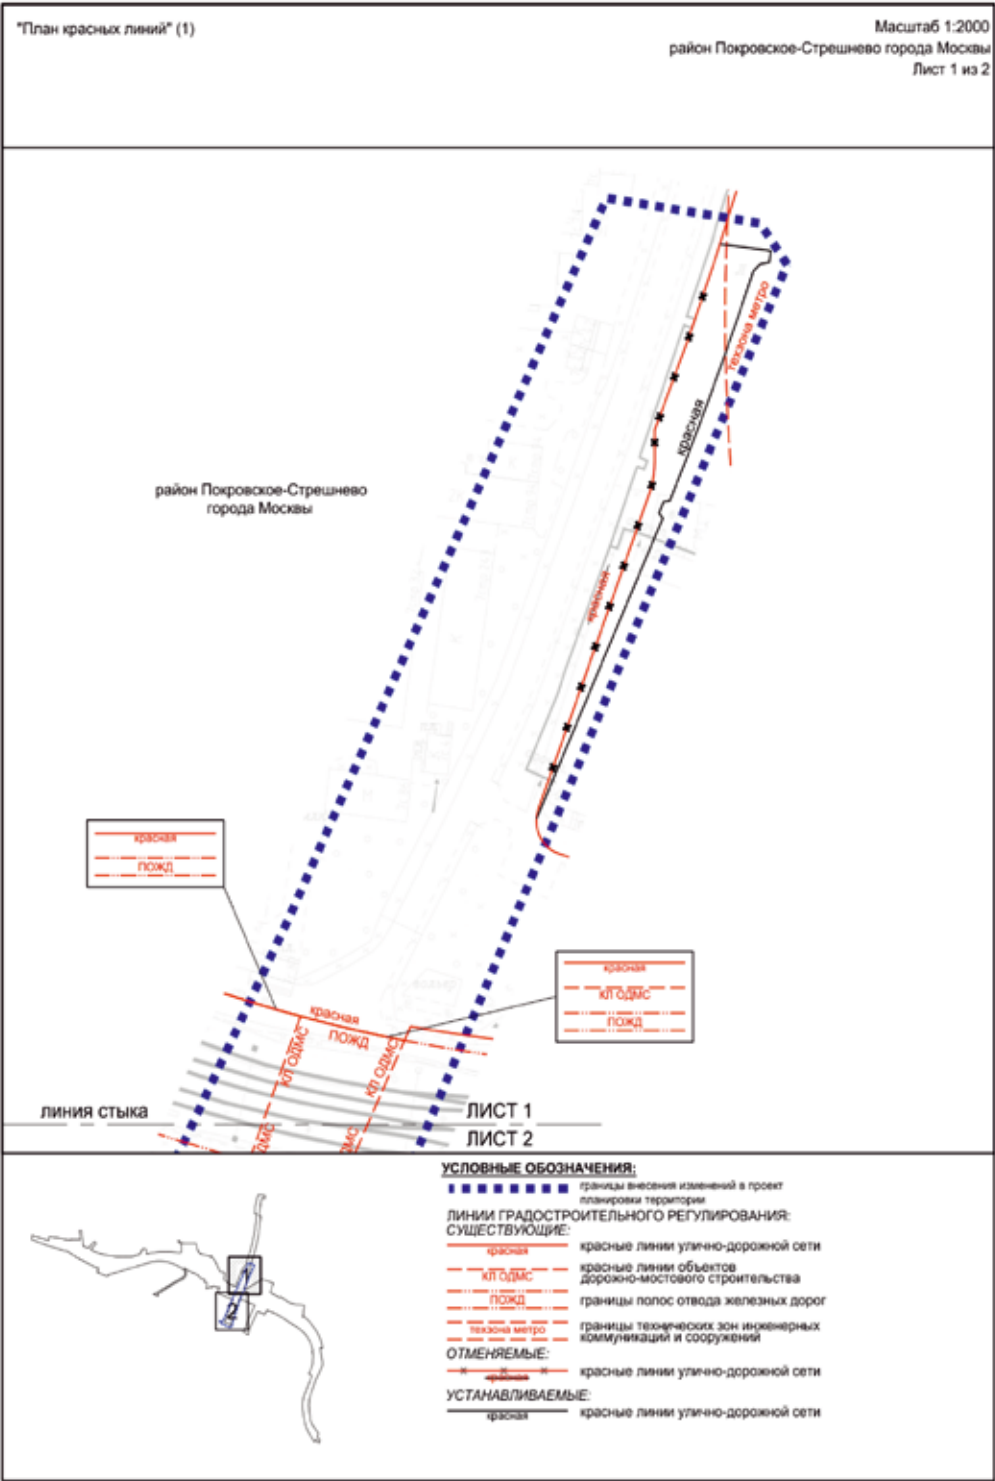 "План красных линий" (1)
Масштаб 1:2000
район Покровское-Стрешнево города Москвы
Лист 1 из 2
техзона метро
красная
район Покровское-Стрешнево
города Москвы
красная
красная
ПОЖД
красная
КЛ ОДМС
ПОЖД
красная
ПОЖД
КЛ ОДМС
КЛ ОДМС
линия стыка
ЛИСТ 1
ЛИСТ 2
ОДМС
ДМС
УСЛОВНЫЕ ОБОЗНАЧЕНИЯ:
границы внесения изменений в проект
планировки территории
ЛИНИИ ГРАДОСТРОИТЕЛЬНОГО РЕГУЛИРОВАНИЯ:
СУЩЕСТВУЮЩИЕ:
красная красные линии улично-дорожной сети
КЛ ОДМС красные линии объектов
дорожно-мостового строительства
ПОЖД границы полос отвода железных дорог
техзона метро границы технических зон инженерных
коммуникаций и сооружений
ОТМЕНЯЕМЫЕ:
красная красные линии улично-дорожной сети
УСТАНАВЛИВАЕМЫЕ:
красная красные линии улично-дорожной сети
1
2